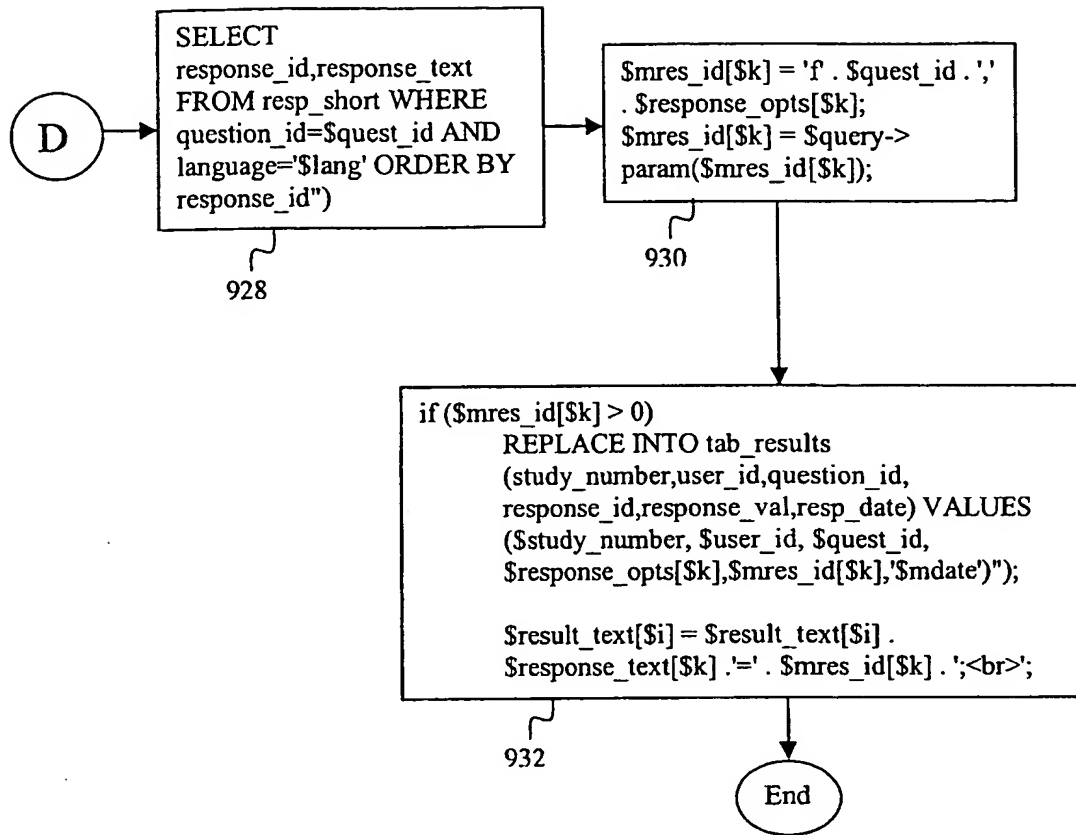 D
SELECT
response_id,response_text
FROM resp_short WHERE
question_id=$quest_id AND
language='$lang' ORDER BY
response_id")
928
$mres_id[$k] = 'f' . $quest_id . ','
. $response_opts[$k];
$mres_id[$k] = $query->
param($mres_id[$k]);
930
if ($mres_id[$k] > 0)
REPLACE INTO tab_results
(study_number,user_id,question_id,
response_id,response_val,resp_date) VALUES
($study_number, $user_id, $quest_id,
$response_opts[$k],$mres_id[$k],'$mdate')");
$result_text[$i] = $result_text[$i] .
$response_text[$k] .'=' . $mres_id[$k] . ';<br>';
932
End